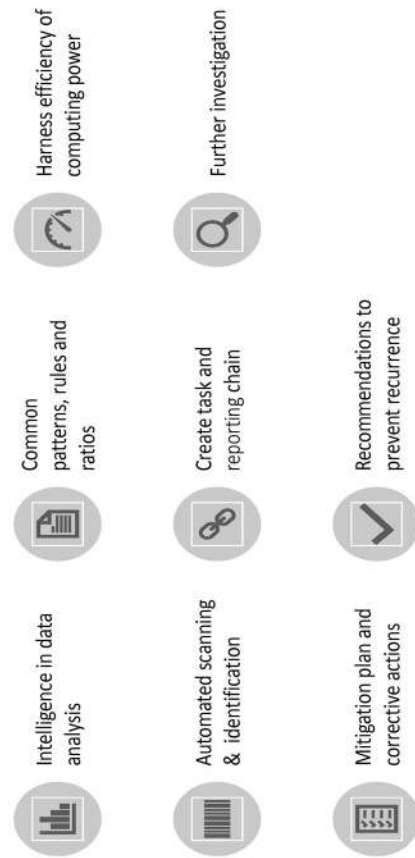 Intelligence in data
analysis
Common
patterns, rules and
ratios
Harness efficiency of
computing power
Automated scanning
& identification
Create task and
reporting chain
Further investigation
Mitigation plan and
corrective actions
Recommendations to
prevent recurrence